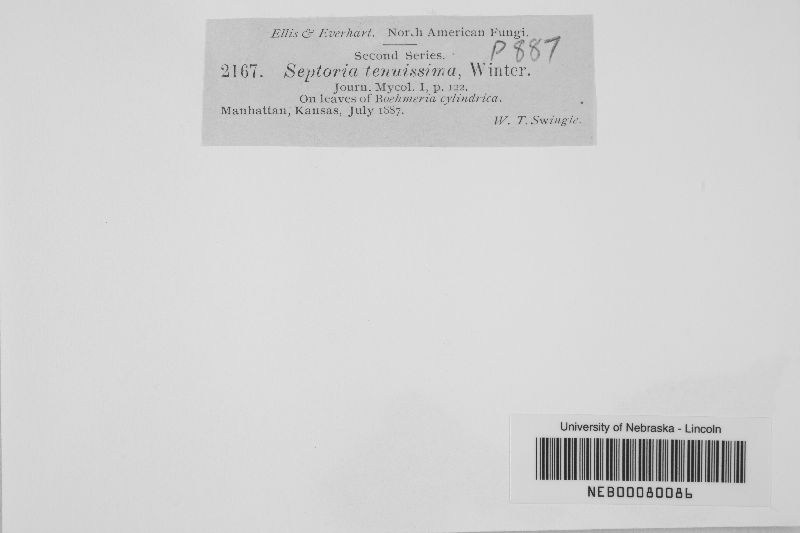 Ellis & Everhart. North American Fungi.
Second Series.
P 887
2167. Septoria tenuissima, Winter.
Journ. Mycol. I, p. 122.
On leaves of Boehmeria cylindrica.
Manhattan, Kansas, July 1887.
W. T. Swingle.
University of Nebraska - Lincoln
NEB00080086